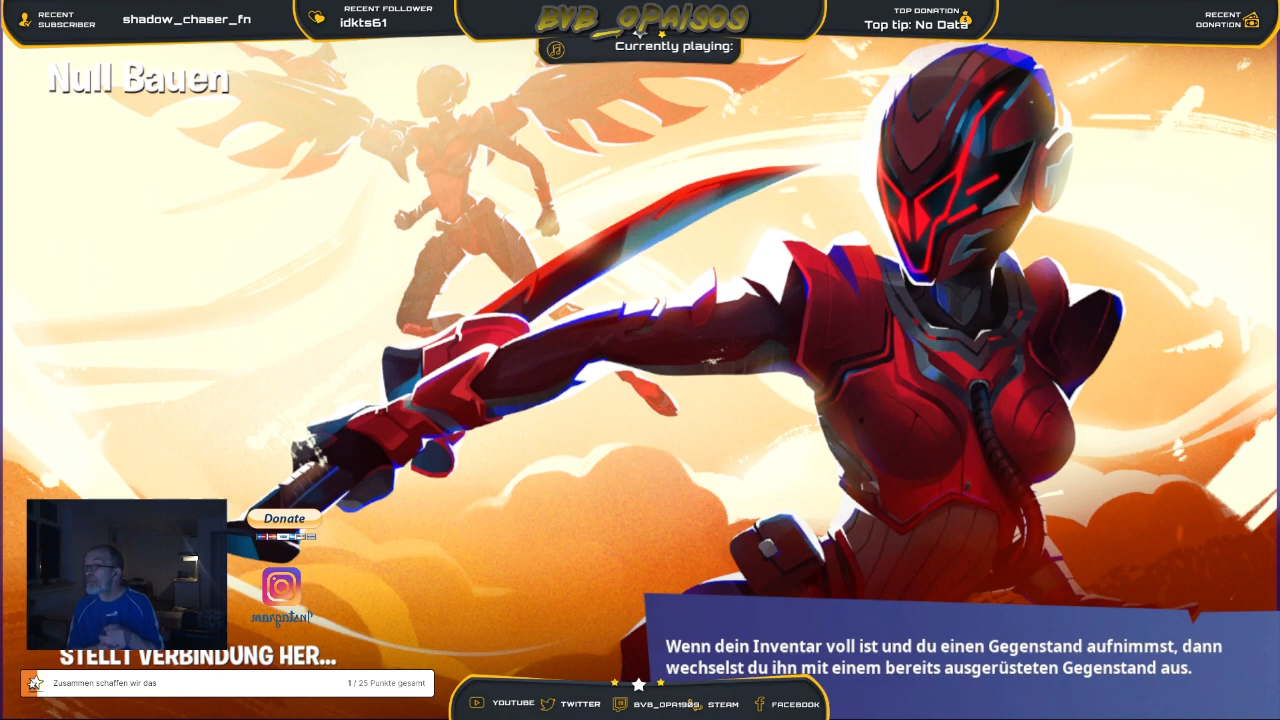 RECENT
SUBSCRIBER
shadow_chaser_fn
RECENT FOLLOWER
idkts61
BVB_OPA1909
Currently playing:
TOP DONATION
Top tip: No Data
RECENT
DONATION
Null Bauen
Donate
Instagram
STELLT VERBINDUNG HER...
Zusammen schaffen wir das
1 / 25 Punkte gesamt
Wenn dein Inventar voll ist und du einen Gegenstand aufnimmst, dann
wechselst du ihn mit einem bereits ausgerüsteten Gegenstand aus.
YOUTUBE TWITTER BVB_OPA1909 STEAM FACEBOOK